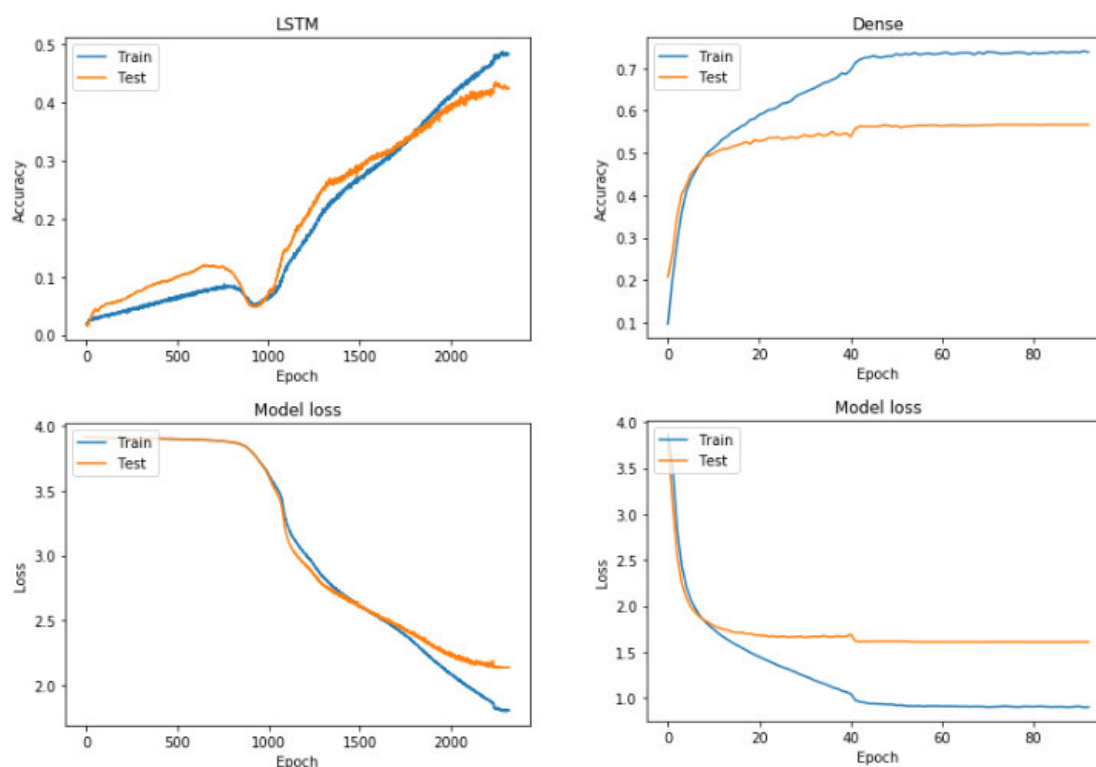 LSTM
Train
Test
Accuracy
0.5
0.4
0.3
0.2
0.1
0.0
0 500 1000 1500 2000
Epoch
Dense
Train
Test
Accuracy
0.7
0.6
0.5
0.4
0.3
0.2
0.1
0 20 40 60 80
Epoch
Model loss
Train
Test
Loss
4.0
3.5
3.0
2.5
2.0
0 500 1000 1500 2000
Epoch
Model loss
Train
Test
Loss
4.0
3.5
3.0
2.5
2.0
1.5
1.0
0 20 40 60 80
Epoch